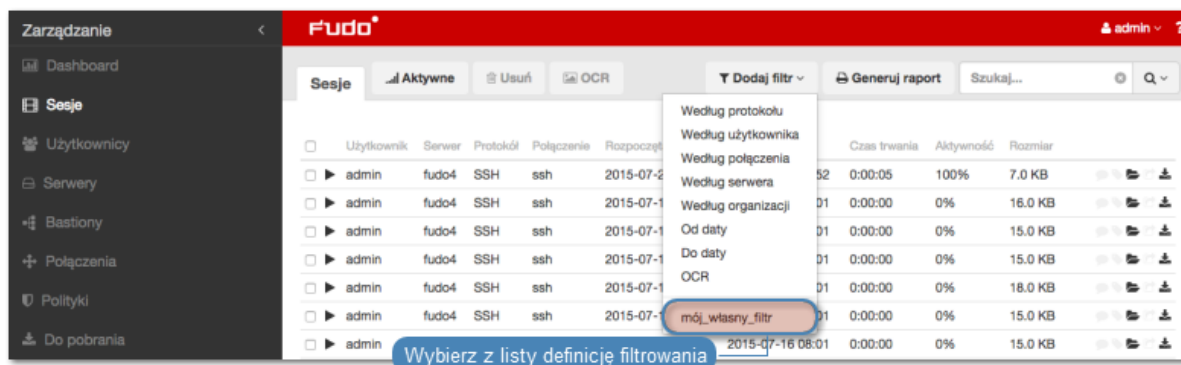 Zarządzanie
Fudo
admin
?
Dashboard
Sesje
Użytkownicy
Serwery
Bastiony
Połączenia
Polityki
Do pobrania
Sesje Aktywne Usuń OCR Dodaj filtr Generuj raport Szukaj...
Według protokołu
Według użytkownika
Według połączenia
Według serwera
Według organizacji
Od daty
Do daty
OCR
mój_własny_filtr
Użytkownik Serwer Protokół Połączenie Czas trwania Aktywność Rozmiar
admin fudo4 SSH ssh 0:00:05 100% 7.0 KB
admin fudo4 SSH ssh 0:00:00 0% 16.0 KB
admin fudo4 SSH ssh 0:00:00 0% 15.0 KB
admin fudo4 SSH ssh 0:00:00 0% 15.0 KB
admin fudo4 SSH ssh 0:00:00 0% 18.0 KB
admin fudo4 SSH ssh 0:00:00 0% 15.0 KB
admin 2015-07-16 08:01 0:00:00 0% 15.0 KB
Wybierz z listy definicję filtrowania